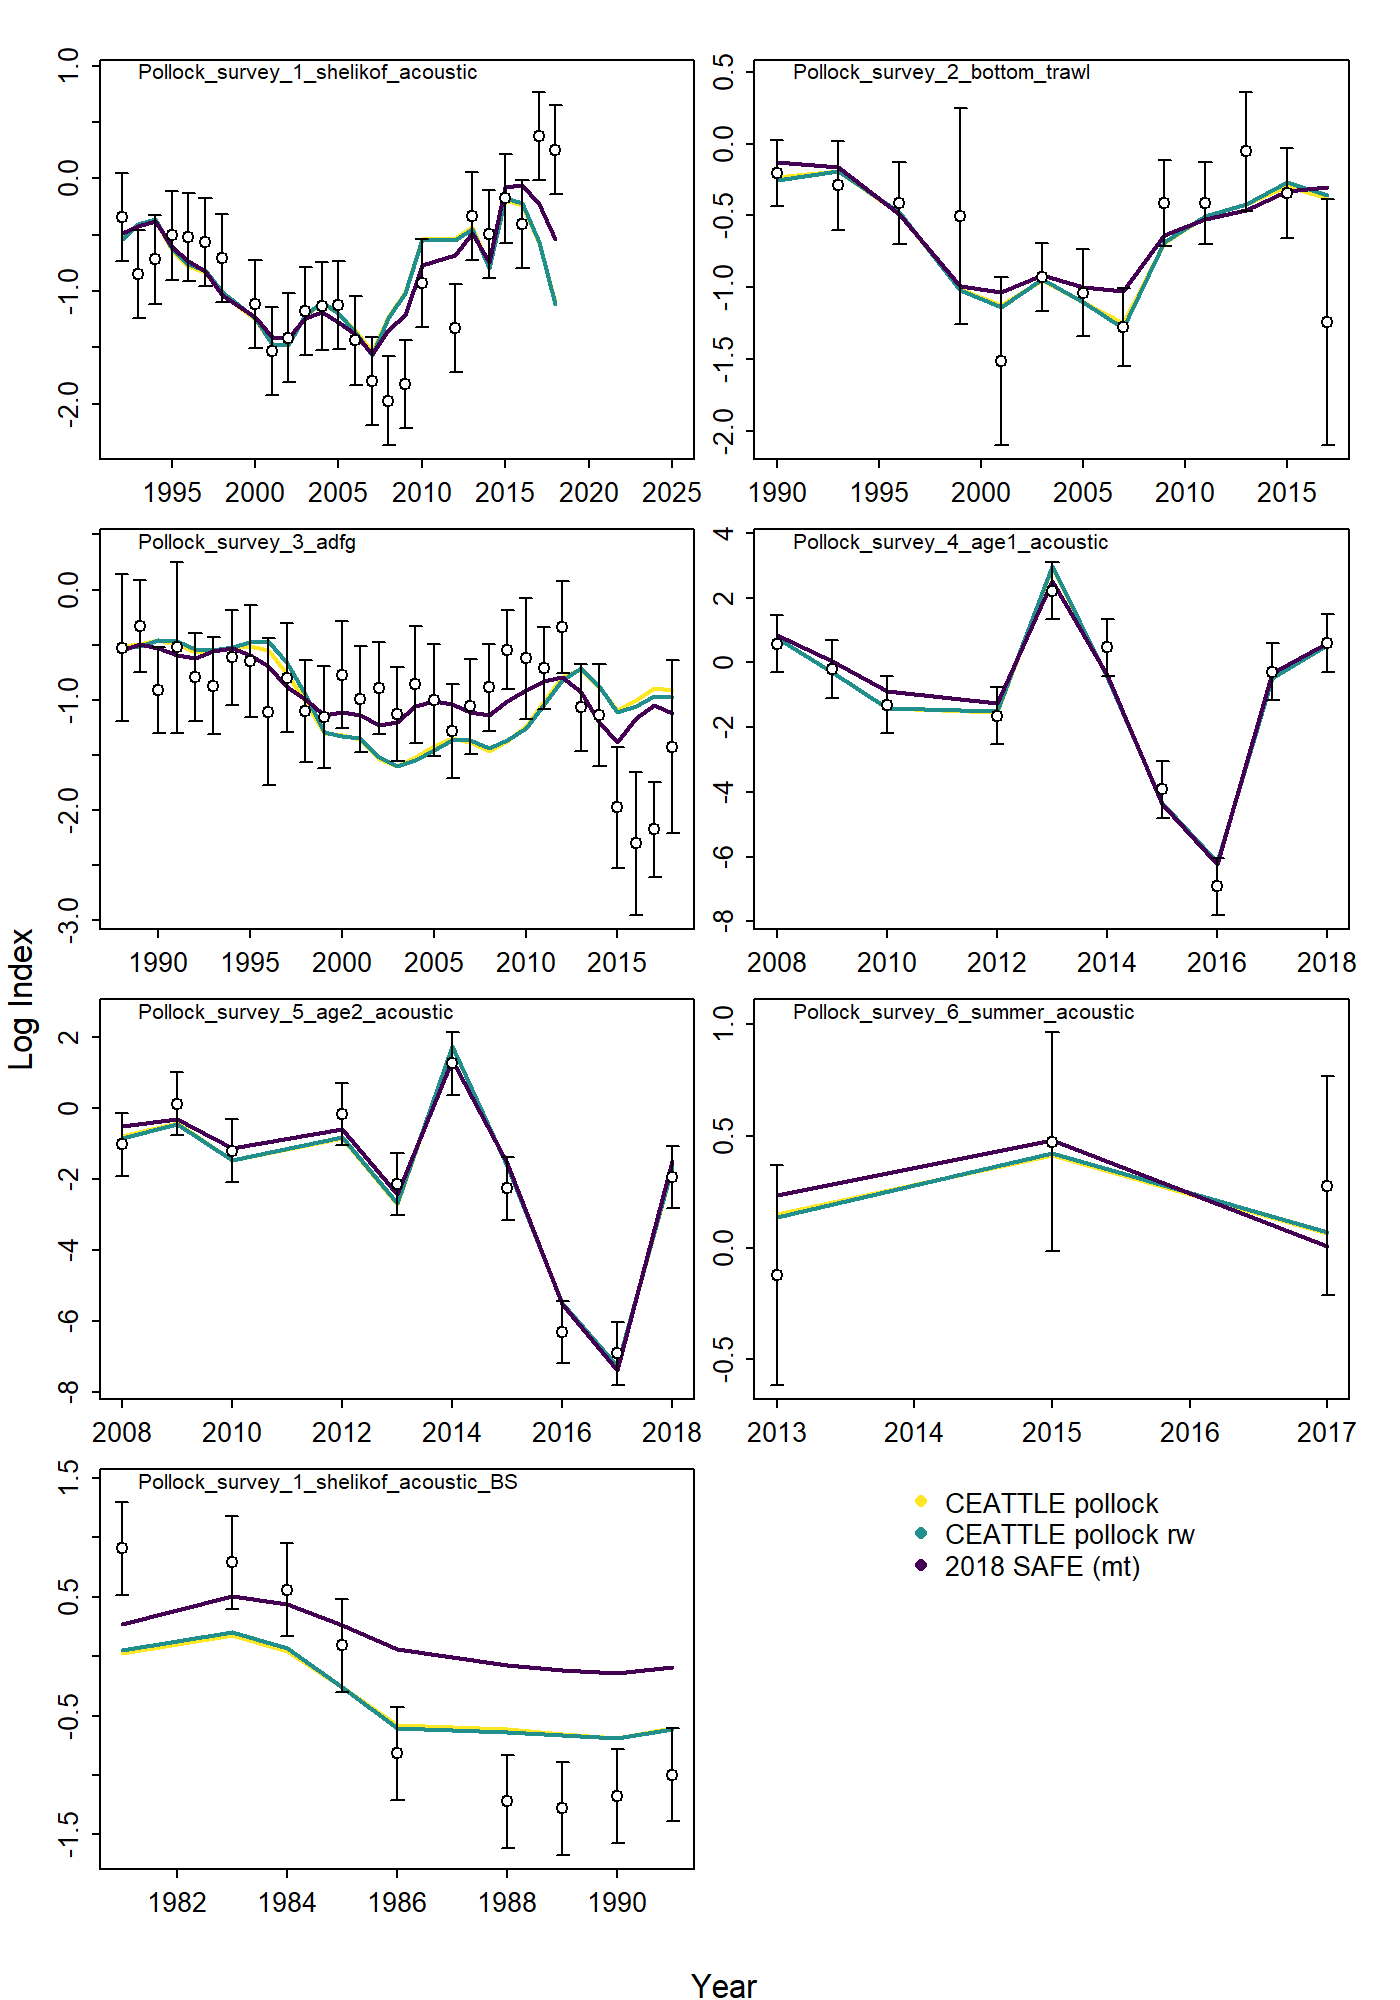 Pollock_survey_1_shelikof_acoustic
1.0
0.0
-1.0
-2.0
1995 2000 2005 2010 2015 2020 2025
Pollock_survey_2_bottom_trawl
0.5
0.0
-0.5
-1.0
-1.5
-2.0
1990 1995 2000 2005 2010 2015
Pollock_survey_3_adfg
0.0
-1.0
-2.0
-3.0
1990 1995 2000 2005 2010 2015
Pollock_survey_4_age1_acoustic
4
2
0
-2
-4
-6
-8
2008 2010 2012 2014 2016 2018
Log Index
Pollock_survey_5_age2_acoustic
2
0
-2
-4
-6
-8
2008 2010 2012 2014 2016 2018
Pollock_survey_6_summer_acoustic
1.0
0.5
0.0
-0.5
2013 2014 2015 2016 2017
Pollock_survey_1_shelikof_acoustic_BS
1.5
0.5
-0.5
-1.5
1982 1984 1986 1988 1990
CEATTLE pollock
CEATTLE pollock rw
2018 SAFE (mt)
Year